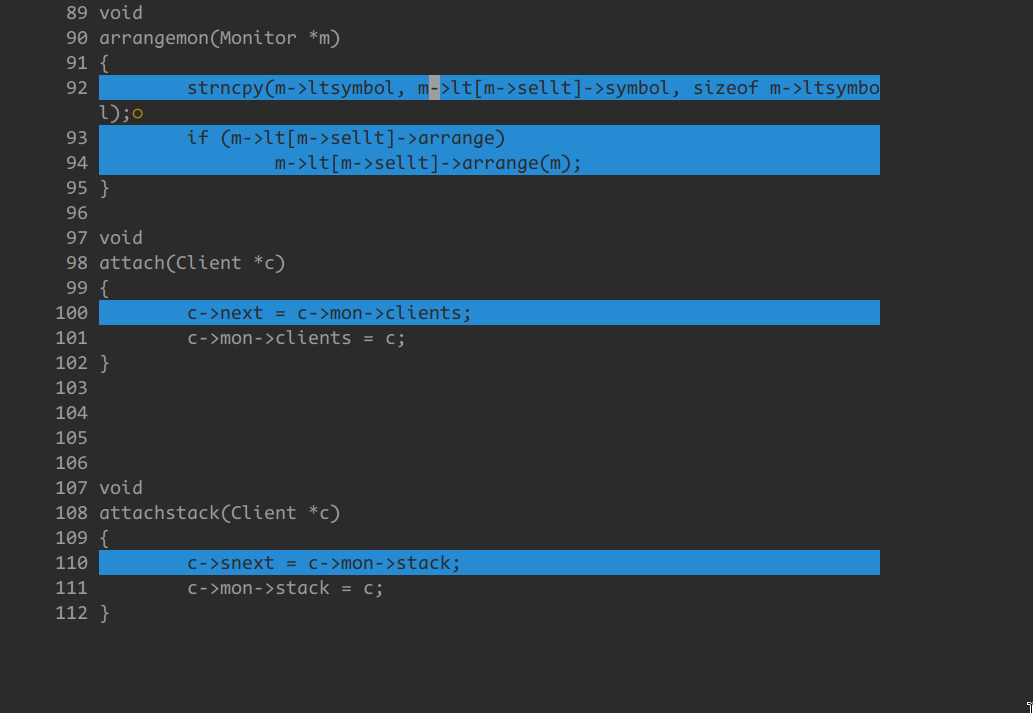 89 void
90 arrangemon(Monitor *m)
91 {
92         strncpy(m->ltsymbol, m->lt[m->sellt]->symbol, sizeof m->ltsymbo
l);
93         if (m->lt[m->sellt]->arrange)
94                 m->lt[m->sellt]->arrange(m);
95 }
96
97 void
98 attach(Client *c)
99 {
100         c->next = c->mon->clients;
101         c->mon->clients = c;
102 }
103
104
105
106
107 void
108 attachstack(Client *c)
109 {
110         c->snext = c->mon->stack;
111         c->mon->stack = c;
112 }